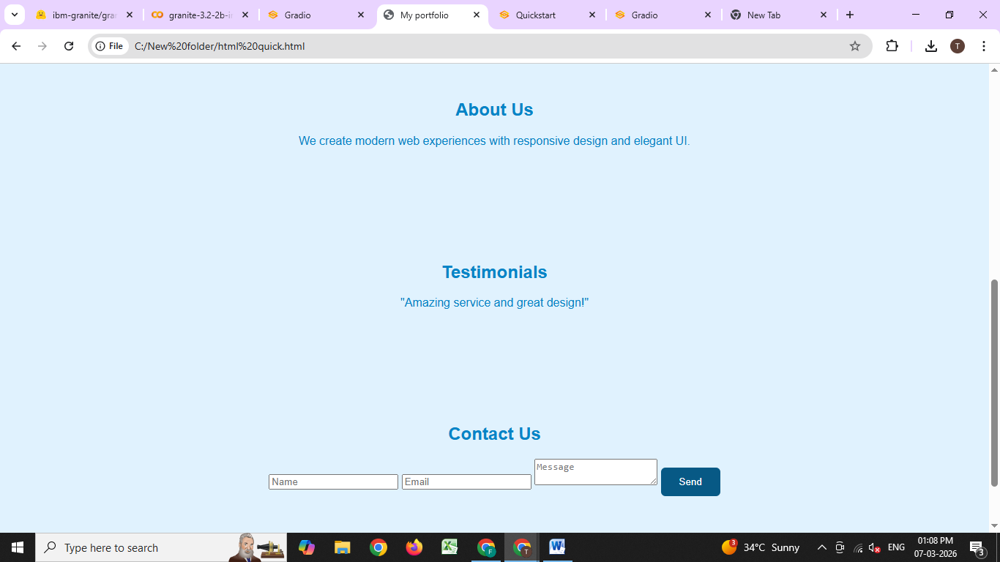 ibm-granite/gra
granite-3.2-2b-i
Gradio
My portfolio
Quickstart
Gradio
New Tab
File
C:/New%20folder/html%20quick.html
T
About Us
We create modern web experiences with responsive design and elegant UI.
Testimonials
"Amazing service and great design!"
Contact Us
Name
Email
Message
Send
Type here to search
F
T
3
34°C Sunny
ENG
01:08 PM
07-03-2026
3